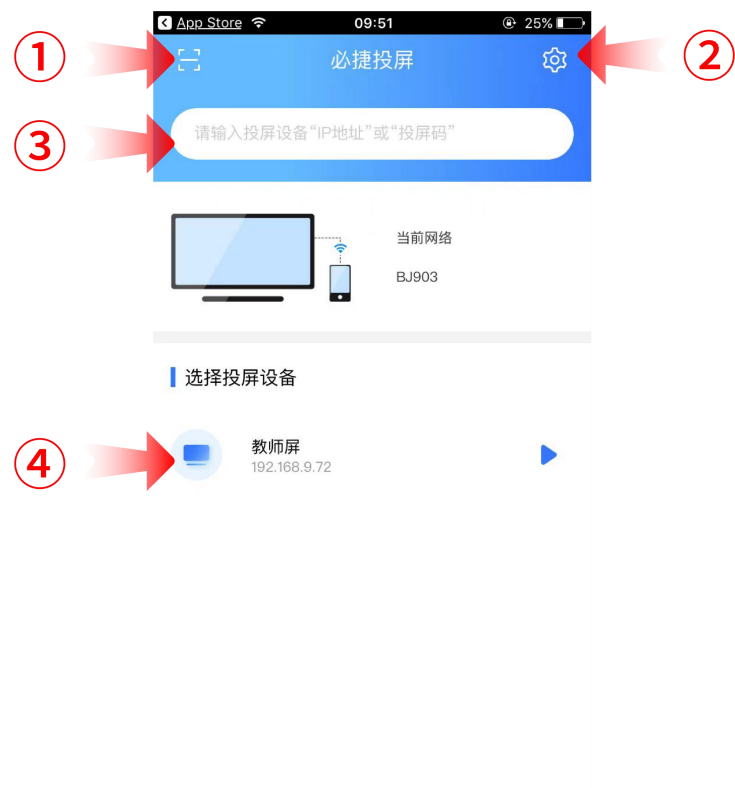 App Store 09:51 25%
① 必捷投屏 ②
③ 请输入投屏设备“IP地址”或“投屏码”
当前网络
BJ903
选择投屏设备
④ 教师屏
192.168.9.72